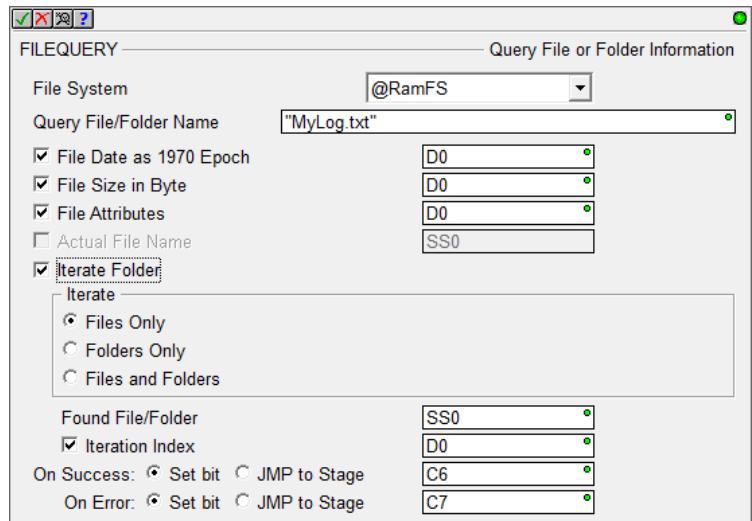 ?
FILEQUERY Query File or Folder Information
File System @RamFS
Query File/Folder Name "MyLog.txt"
File Date as 1970 Epoch D0
File Size in Byte D0
File Attributes D0
Actual File Name SS0
Iterate Folder
Iterate
Files Only
Folders Only
Files and Folders
Found File/Folder SS0
Iteration Index D0
On Success: Set bit JMP to Stage C6
On Error: Set bit JMP to Stage C7